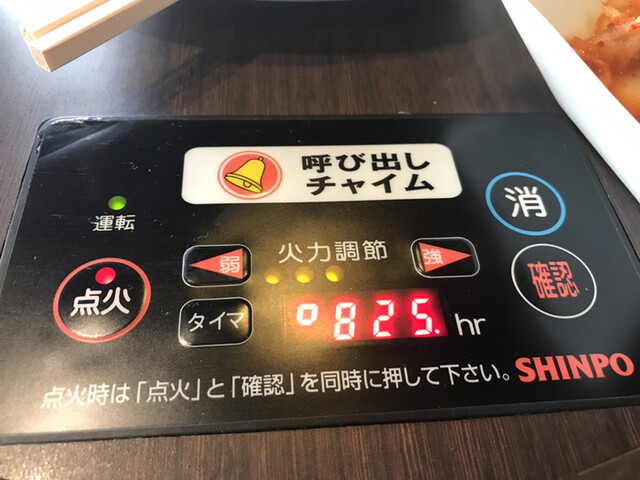 呼び出し
チャイム
運転
消
弱
火力調節
強
点火
確認
タイマ
825. hr
点火時は「点火」と「確認」を同時に押して下さい。
SHINPO